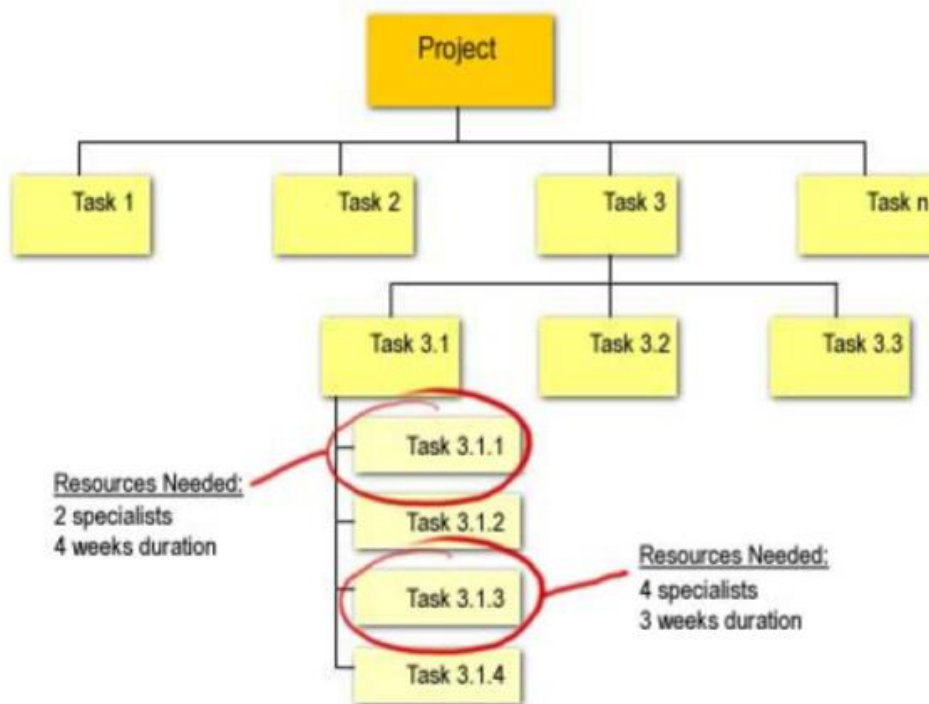 Project
Task 1
Task 2
Task 3
Task n
Task 3.1
Task 3.2
Task 3.3
Task 3.1.1
Resources Needed:
2 specialists
4 weeks duration
Task 3.1.2
Task 3.1.3
Resources Needed:
4 specialists
3 weeks duration
Task 3.1.4